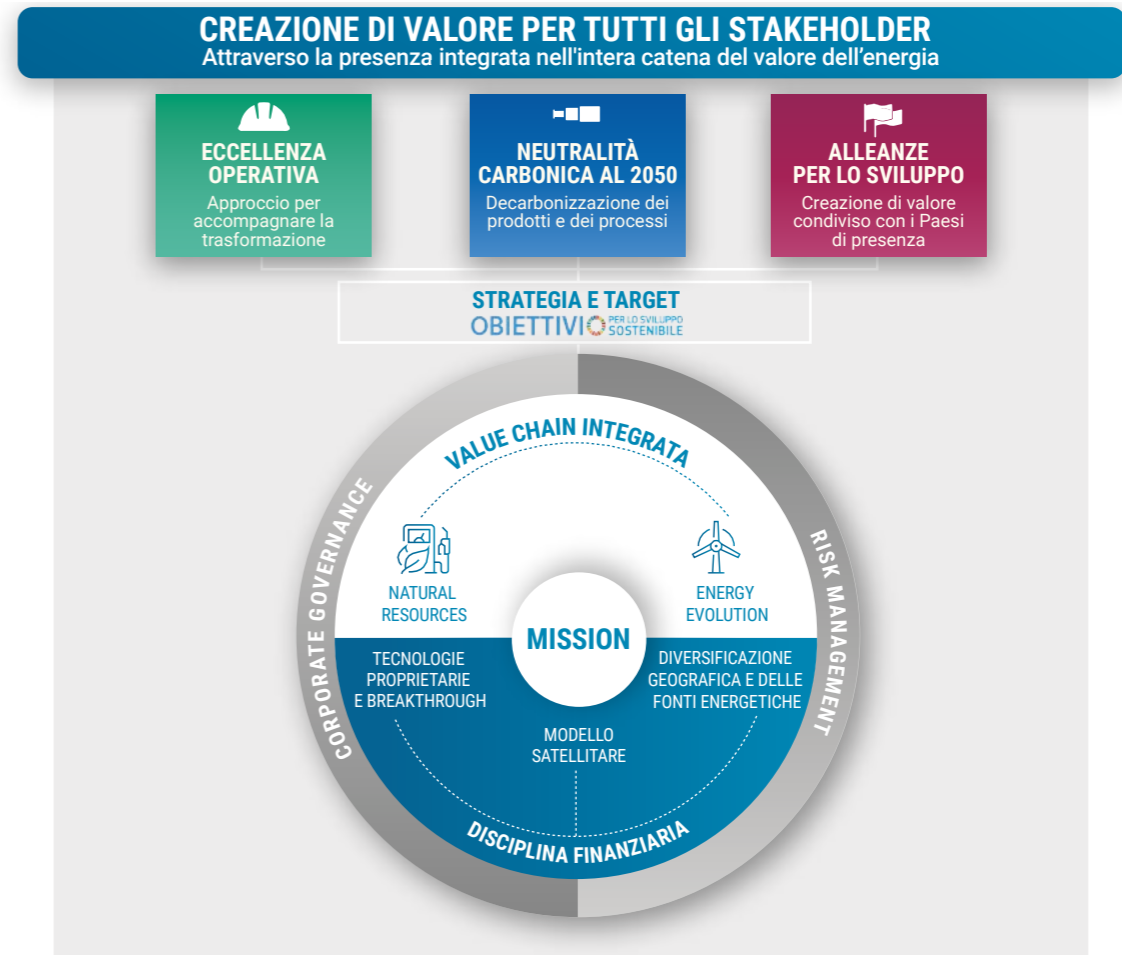 CREAZIONE DI VALORE PER TUTTI GLI STAKEHOLDER
Attraverso la presenza integrata nell'intera catena del valore dell'energia
ECCELLENZA
OPERATIVA
Approccio per
accompagnare la
trasformazione
NEUTRALITÀ
CARBONICA AL 2050
Decarbonizzazione dei
prodotti e dei processi
ALLEANZE
PER LO SVILUPPO
Creazione di valore
condiviso con i Paesi
di presenza
STRATEGIA E TARGET
OBIETTIVI PER LO SVILUPPO
SOSTENIBILE
VALUE CHAIN INTEGRATA
CORPORATE GOVERNANCE
RISK MANAGEMENT
NATURAL
RESOURCES
ENERGY
EVOLUTION
MISSION
TECNOLOGIE
PROPRIETARIE
E BREAKTHROUGH
DIVERSIFICAZIONE
GEOGRAFICA E DELLE
FONTI ENERGETICHE
MODELLO
SATELLITARE
DISCIPLINA FINANZIARIA